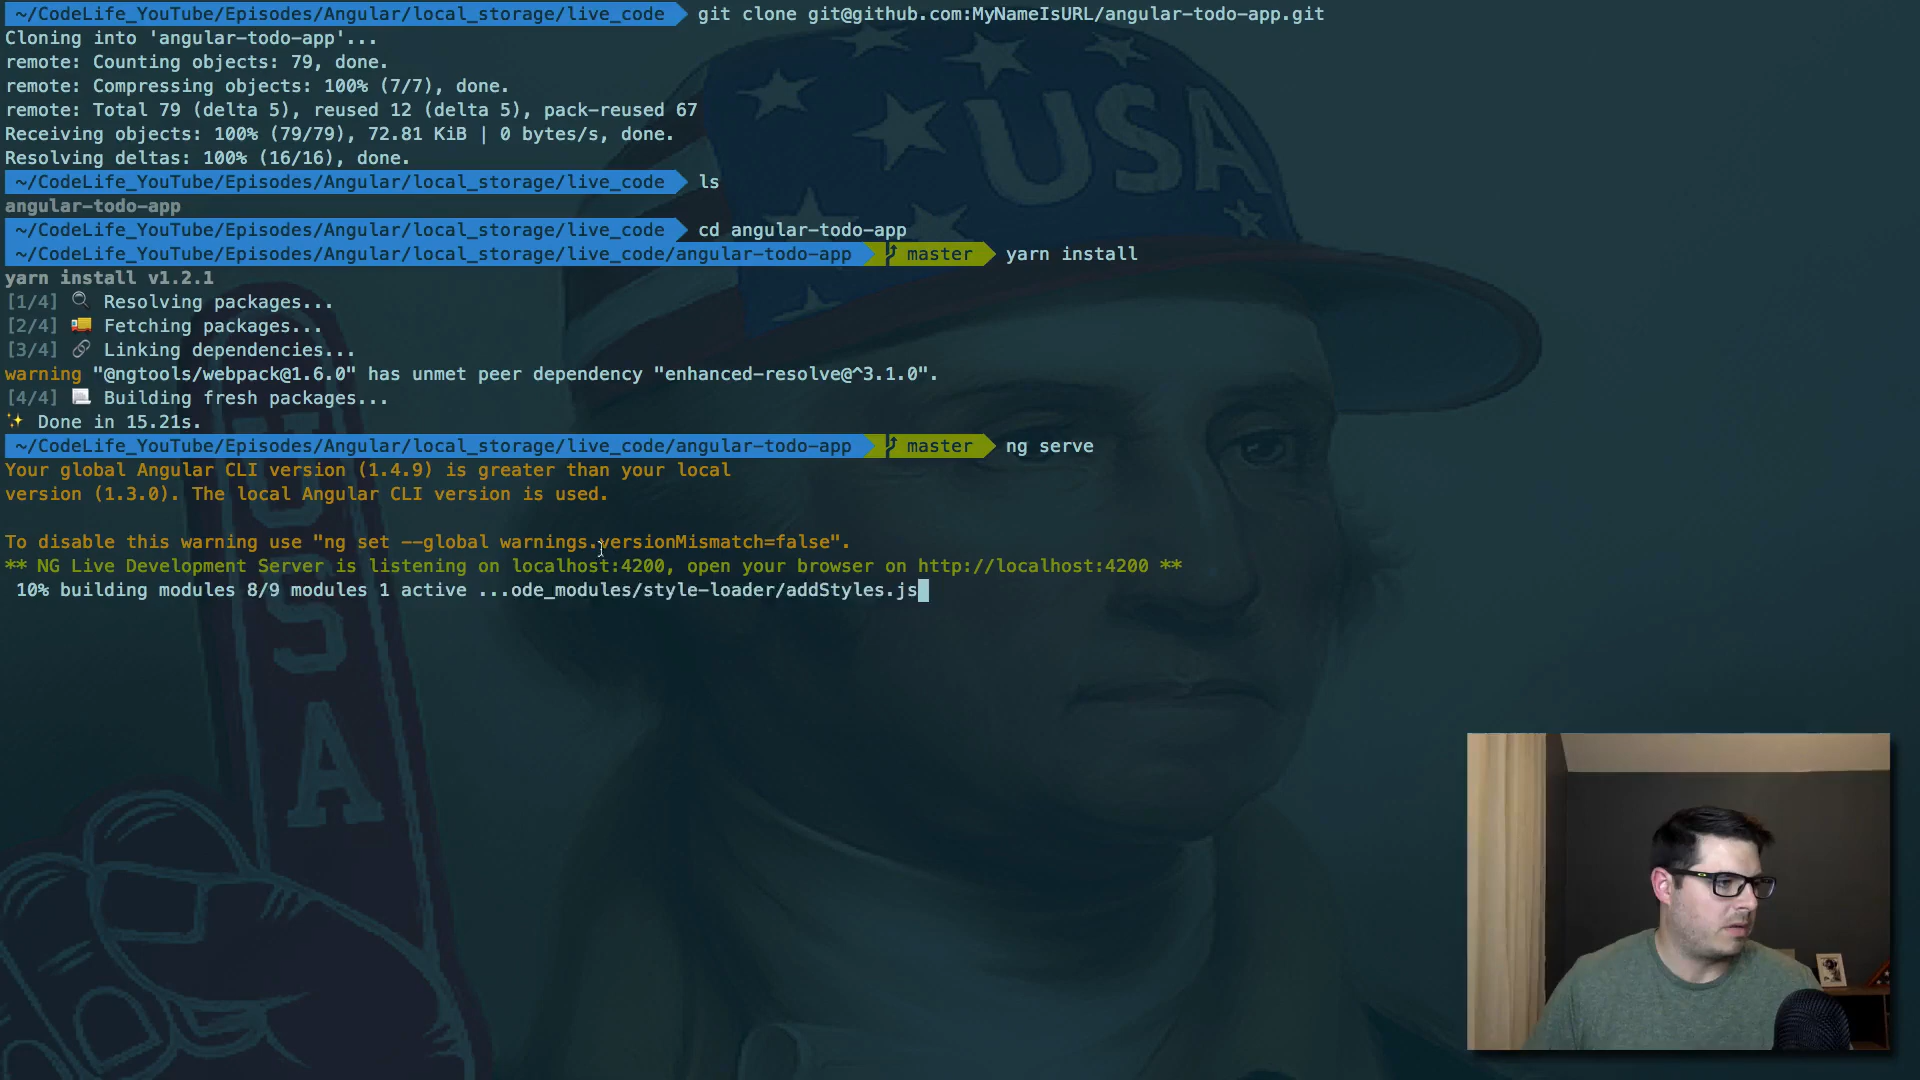 ~/CodeLife_YouTube/Episodes/Angular/local_storage/live_code git clone git@github.com:MyNameIsURL/angular-todo-app.git
Cloning into 'angular-todo-app'...
remote: Counting objects: 79, done.
remote: Compressing objects: 100% (7/7), done.
remote: Total 79 (delta 5), reused 12 (delta 5), pack-reused 67
Receiving objects: 100% (79/79), 72.81 KiB | 0 bytes/s, done.
Resolving deltas: 100% (16/16), done.
~/CodeLife_YouTube/Episodes/Angular/local_storage/live_code ls
angular-todo-app
~/CodeLife_YouTube/Episodes/Angular/local_storage/live_code cd angular-todo-app
~/CodeLife_YouTube/Episodes/Angular/local_storage/live_code/angular-todo-app master yarn install
yarn install v1.2.1
[1/4] 🔍 Resolving packages...
[2/4] 🚚 Fetching packages...
[3/4] 🔗 Linking dependencies...
warning "@ngtools/webpack@1.6.0" has unmet peer dependency "enhanced-resolve@^3.1.0".
[4/4] 📃 Building fresh packages...
✨ Done in 15.21s.
~/CodeLife_YouTube/Episodes/Angular/local_storage/live_code/angular-todo-app master ng serve
Your global Angular CLI version (1.4.9) is greater than your local
version (1.3.0). The local Angular CLI version is used.
To disable this warning use "ng set --global warnings.versionMismatch=false".
** NG Live Development Server is listening on localhost:4200, open your browser on http://localhost:4200 **
10% building modules 8/9 modules 1 active ...ode_modules/style-loader/addStyles.js
USA
USA